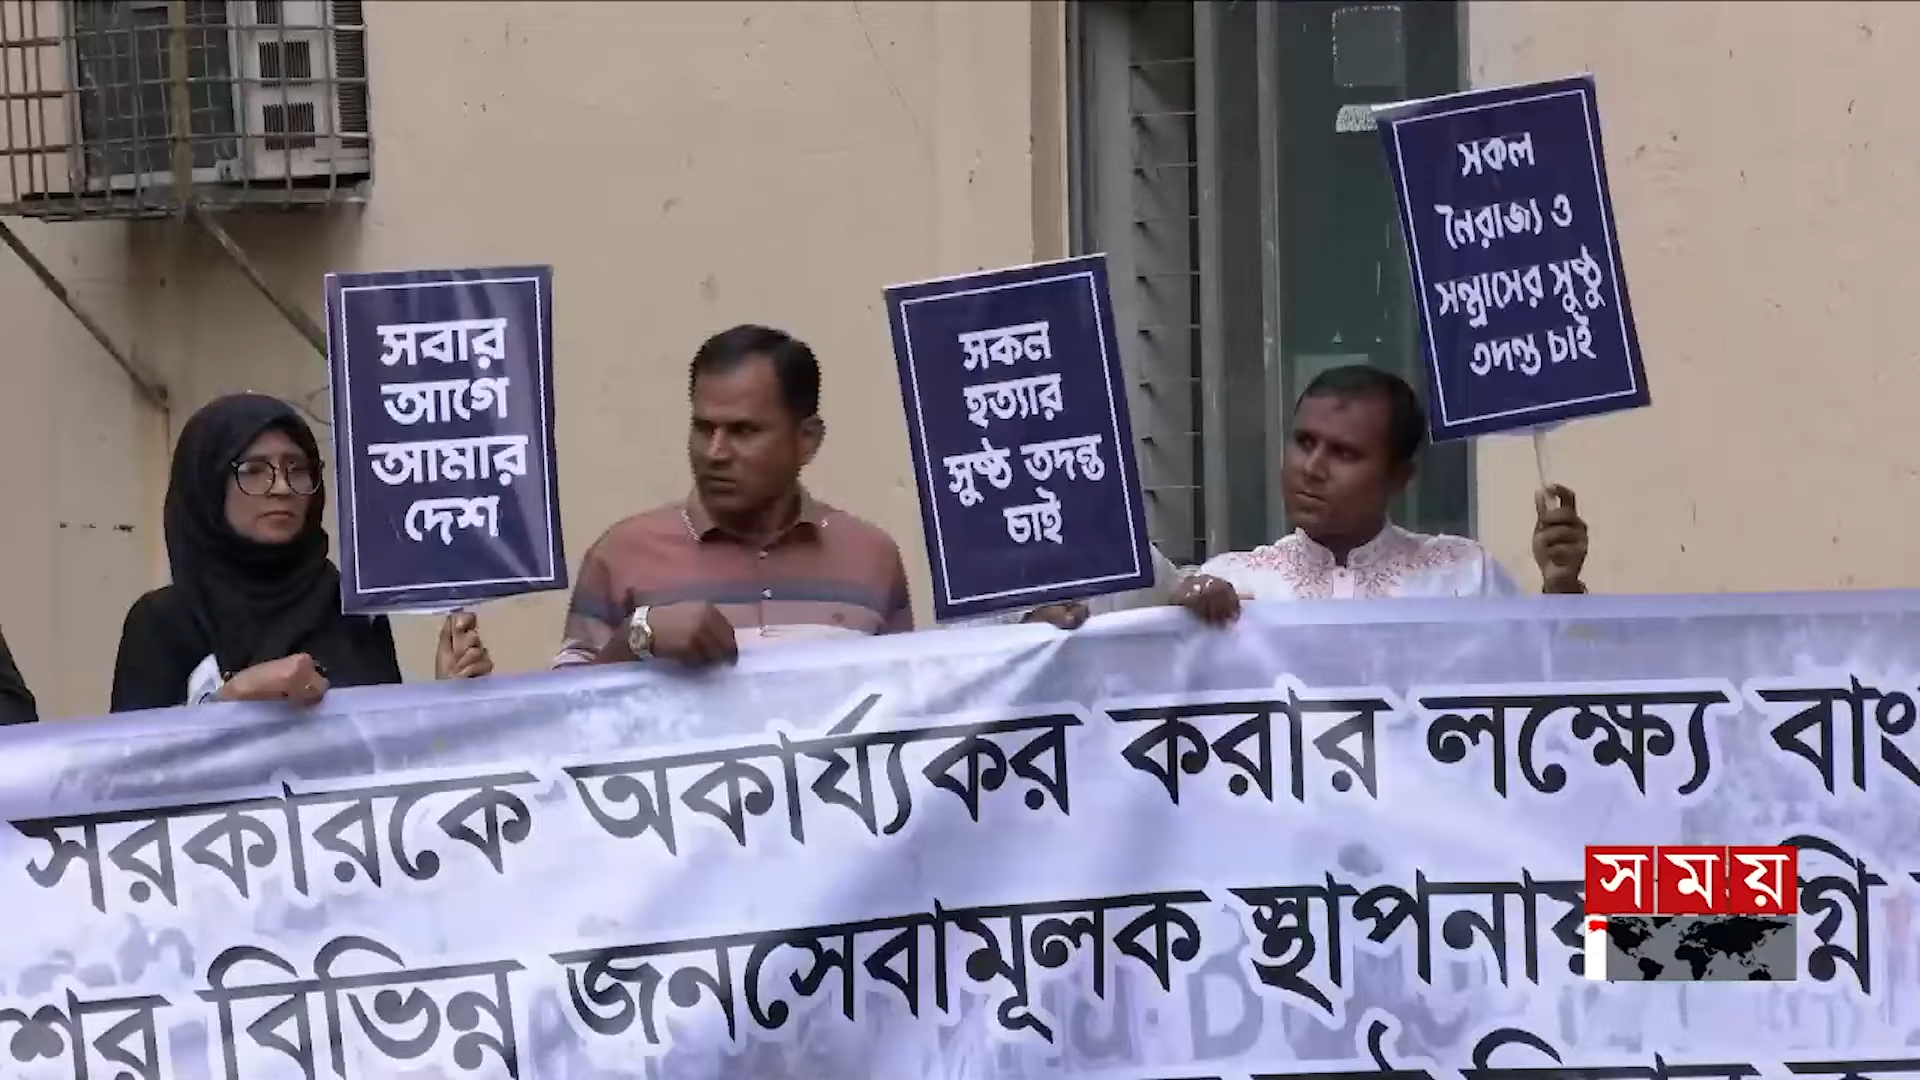 সবার
আগে
আমার
দেশ
সকল
হত্যার
সুষ্ঠ তদন্ত
চাই
সকল
নৈরাজ্য ও
সন্ত্রাসের সুষ্ঠু
তদন্ত চাই
সরকারকে অকার্য্যকর করার লক্ষ্যে বাং
শের বিভিন্ন জনসেবামূলক স্থাপনায় গ্নি
সময়